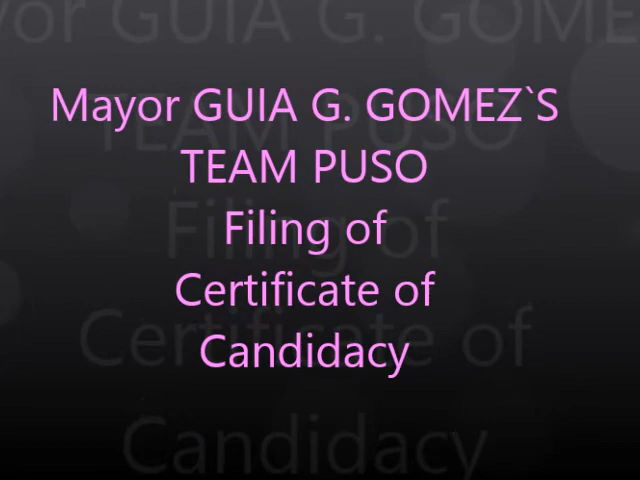 Mayor GUIA G. GOMEZ`S
TEAM PUSO
Filing of
Certificate of
Candidacy